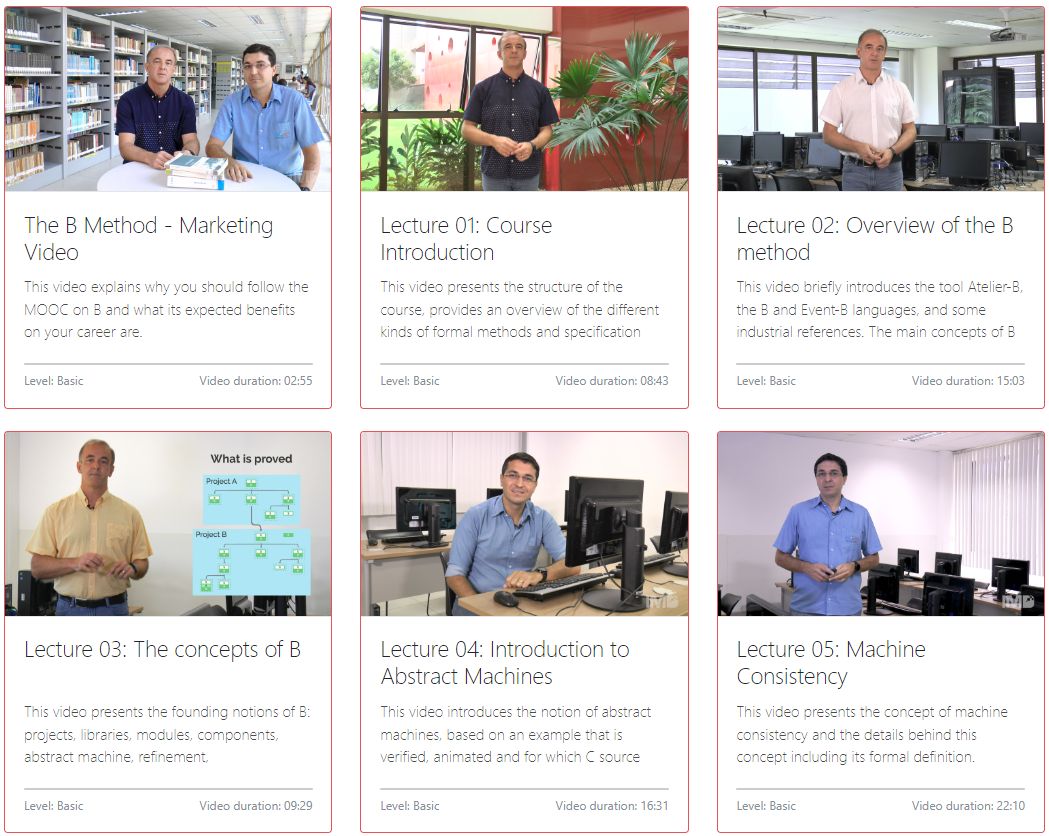 The B Method - Marketing
Video
This video explains why you should follow the
MOOC on B and what its expected benefits
on your career are.
Level: Basic
Video duration: 02:55
Lecture 01: Course
Introduction
This video presents the structure of the
course, provides an overview of the different
kinds of formal methods and specification
Level: Basic
Video duration: 08:43
Lecture 02: Overview of the B
method
This video briefly introduces the tool Atelier-B,
the B and Event-B languages, and some
industrial references. The main concepts of B
Level: Basic
Video duration: 15:03
What is proved
Project A
Project B
Lecture 03: The concepts of B
This video presents the founding notions of B:
projects, libraries, modules, components,
abstract machine, refinement,
Level: Basic
Video duration: 09:29
IMD
Lecture 04: Introduction to
Abstract Machines
This video introduces the notion of abstract
machines, based on an example that is
verified, animated and for which C source
Level: Basic
Video duration: 16:31
IMD
Lecture 05: Machine
Consistency
This video presents the concept of machine
consistency and the details behind this
concept including its formal definition.
Level: Basic
Video duration: 22:10